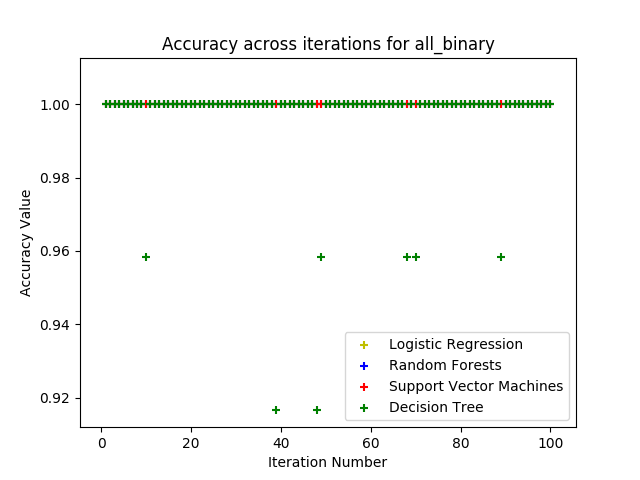 Accuracy across iterations for all_binary
1.00
0.98
0.96
0.94
0.92
Accuracy Value
Logistic Regression
Random Forests
Support Vector Machines
Decision Tree
0 20 40 60 80 100
Iteration Number